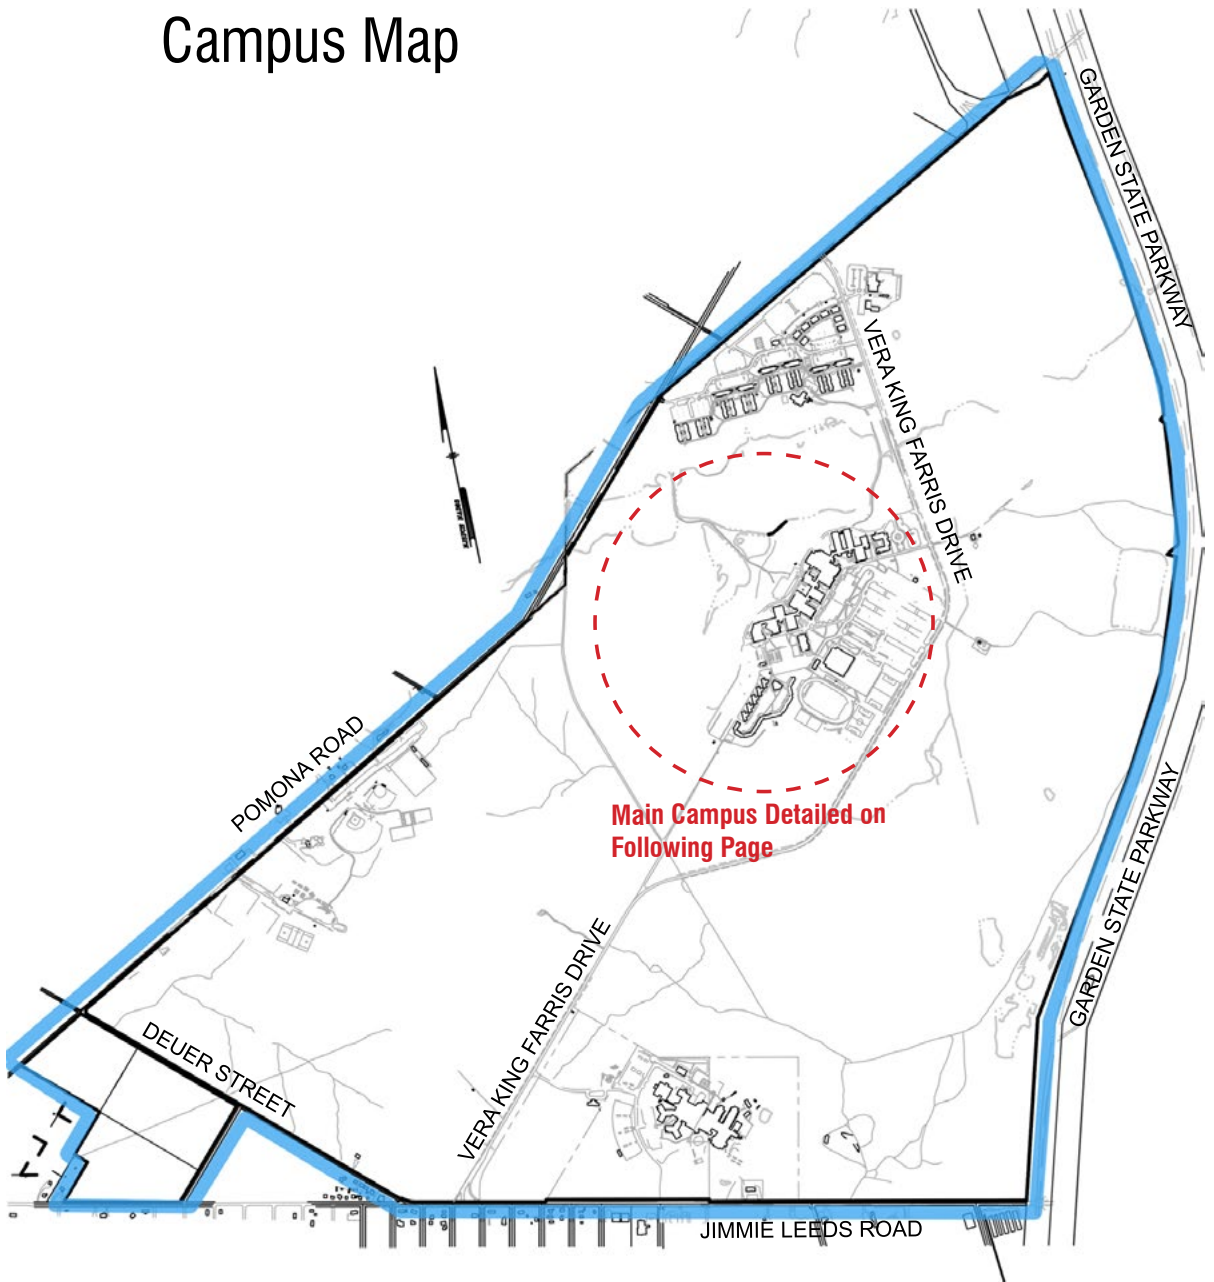 Campus Map
GARDEN STATE PARKWAY
VERA KING FARRIS DRIVE
POMONA ROAD
Main Campus Detailed on
Following Page
GARDEN STATE PARKWAY
VERA KING FARRIS DRIVE
DEUER STREET
JIMMIE LEEDS ROAD